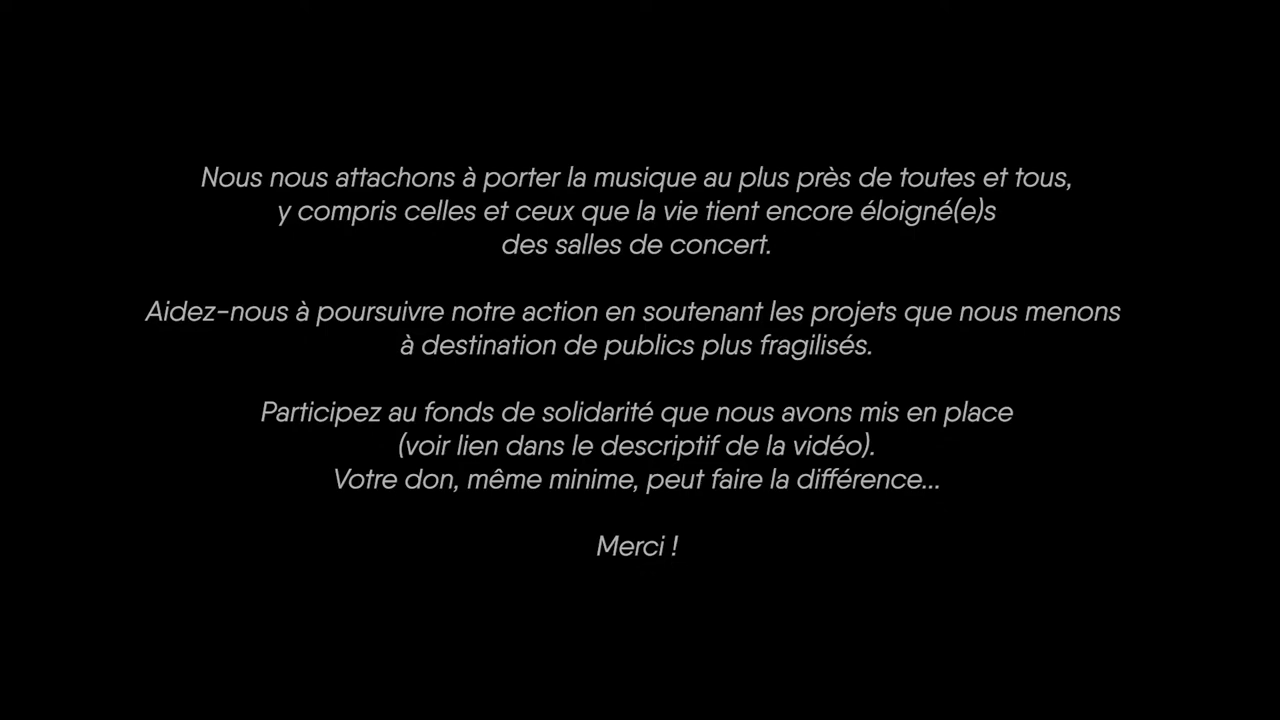 Nous nous attachons à porter la musique au plus près de toutes et tous,
y compris celles et ceux que la vie tient encore éloigné(e)s
des salles de concert.
Aidez-nous à poursuivre notre action en soutenant les projets que nous menons
à destination de publics plus fragilisés.
Participez au fonds de solidarité que nous avons mis en place
(voir lien dans le descriptif de la vidéo).
Votre don, même minime, peut faire la différence...
Merci !